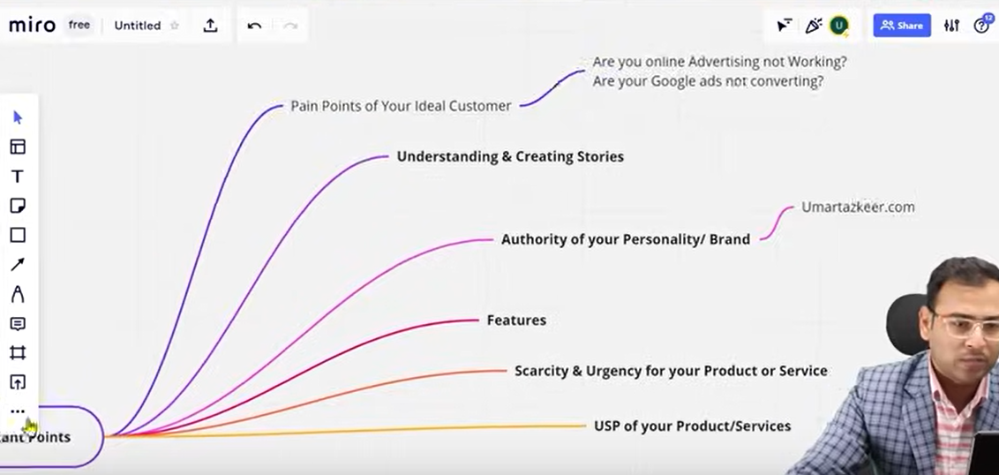 miro free Untitled
Share
12
U
Are you online Advertising not Working?
Are your Google ads not converting?
Pain Points of Your Ideal Customer
Understanding & Creating Stories
Umartazkeer.com
Authority of your Personality/ Brand
Features
Scarcity & Urgency for your Product or Service
USP of your Product/Services
Points